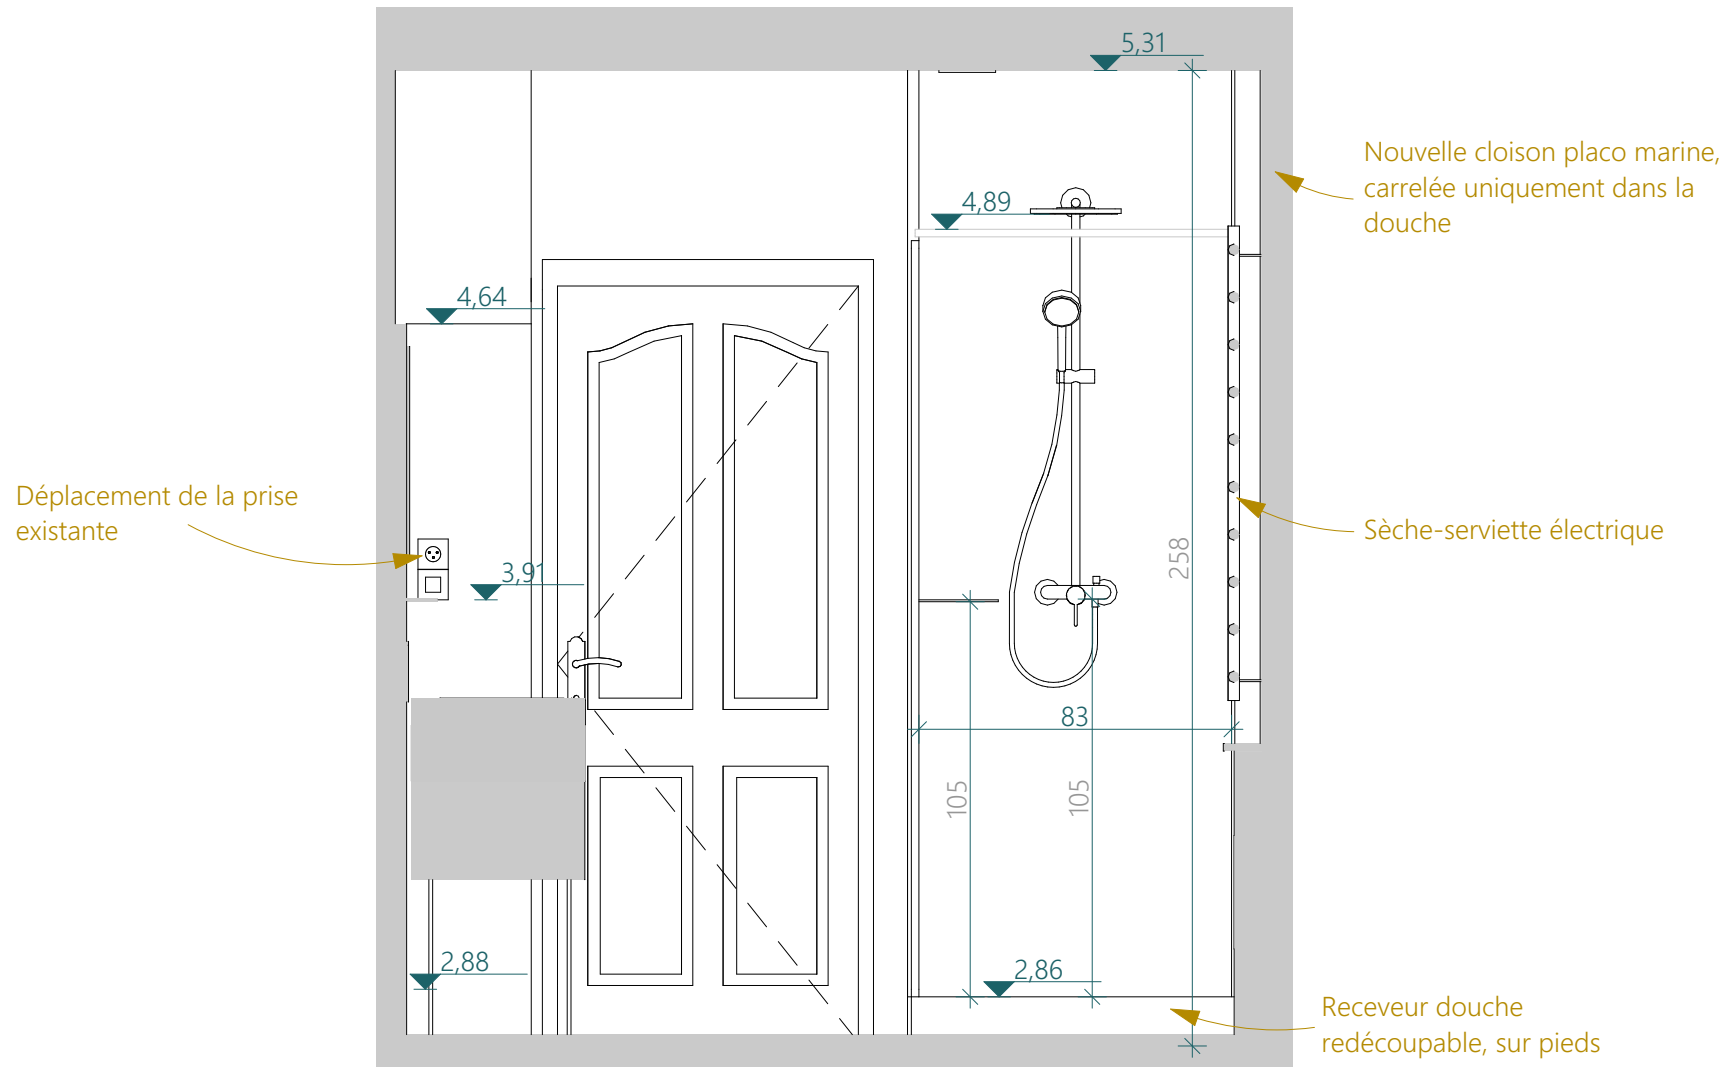 5,31
Nouvelle cloison placo marine,
carrelée uniquement dans la
douche
4,89
4,64
Déplacement de la prise
existante
Sèche-serviette électrique
258
3,91
83
105
105
2,88
2,86
Receveur douche
redécoupable, sur pieds